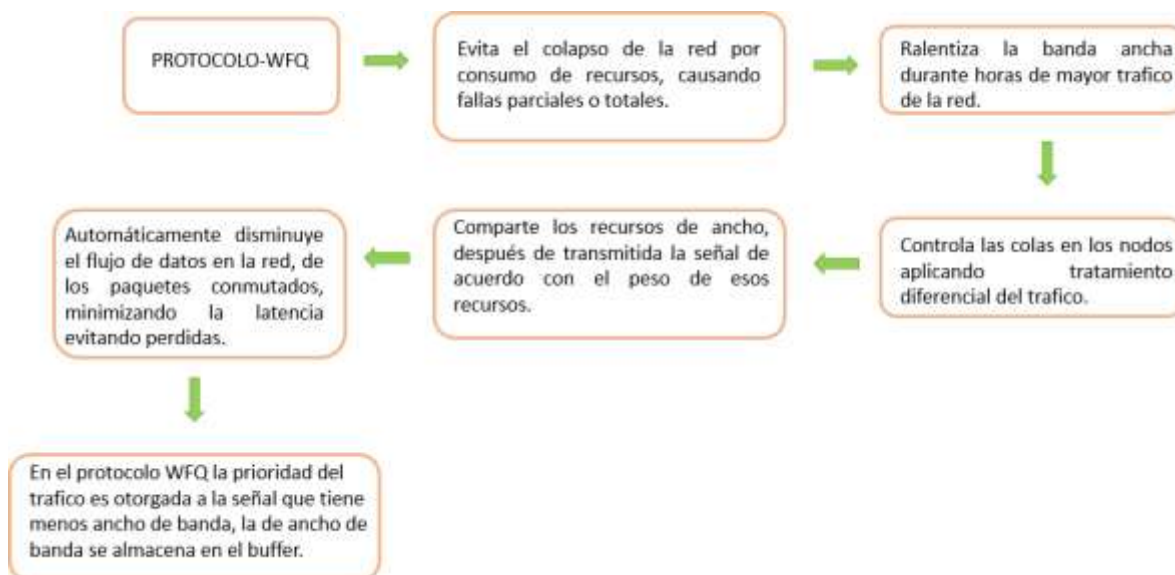 PROTOCOLO-WFQ
Evita el colapso de la red por
consumo de recursos, causando
fallas parciales o totales.
Ralentiza la banda ancha
durante horas de mayor trafico
de la red.
Controla las colas en los nodos
aplicando tratamiento
diferencial del trafico.
Comparte los recursos de ancho,
después de transmitida la señal de
acuerdo con el peso de esos
recursos.
Automáticamente disminuye
el flujo de datos en la red, de
los paquetes conmutados,
minimizando la latencia
evitando perdidas.
En el protocolo WFQ la prioridad del
trafico es otorgada a la señal que tiene
menos ancho de banda, la de ancho de
banda se almacena en el buffer.